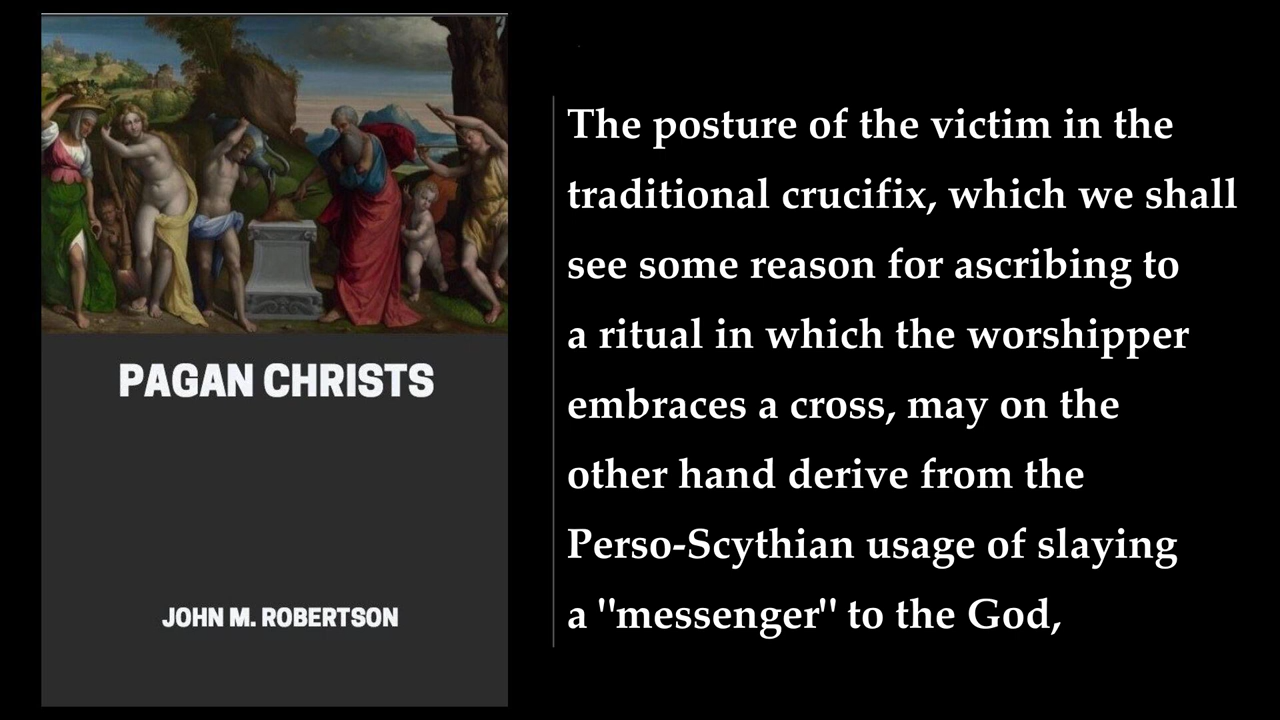 PAGAN CHRISTS
JOHN M. ROBERTSON
The posture of the victim in the
traditional crucifix, which we shall
see some reason for ascribing to
a ritual in which the worshipper
embraces a cross, may on the
other hand derive from the
Perso-Scythian usage of slaying
a "messenger" to the God,